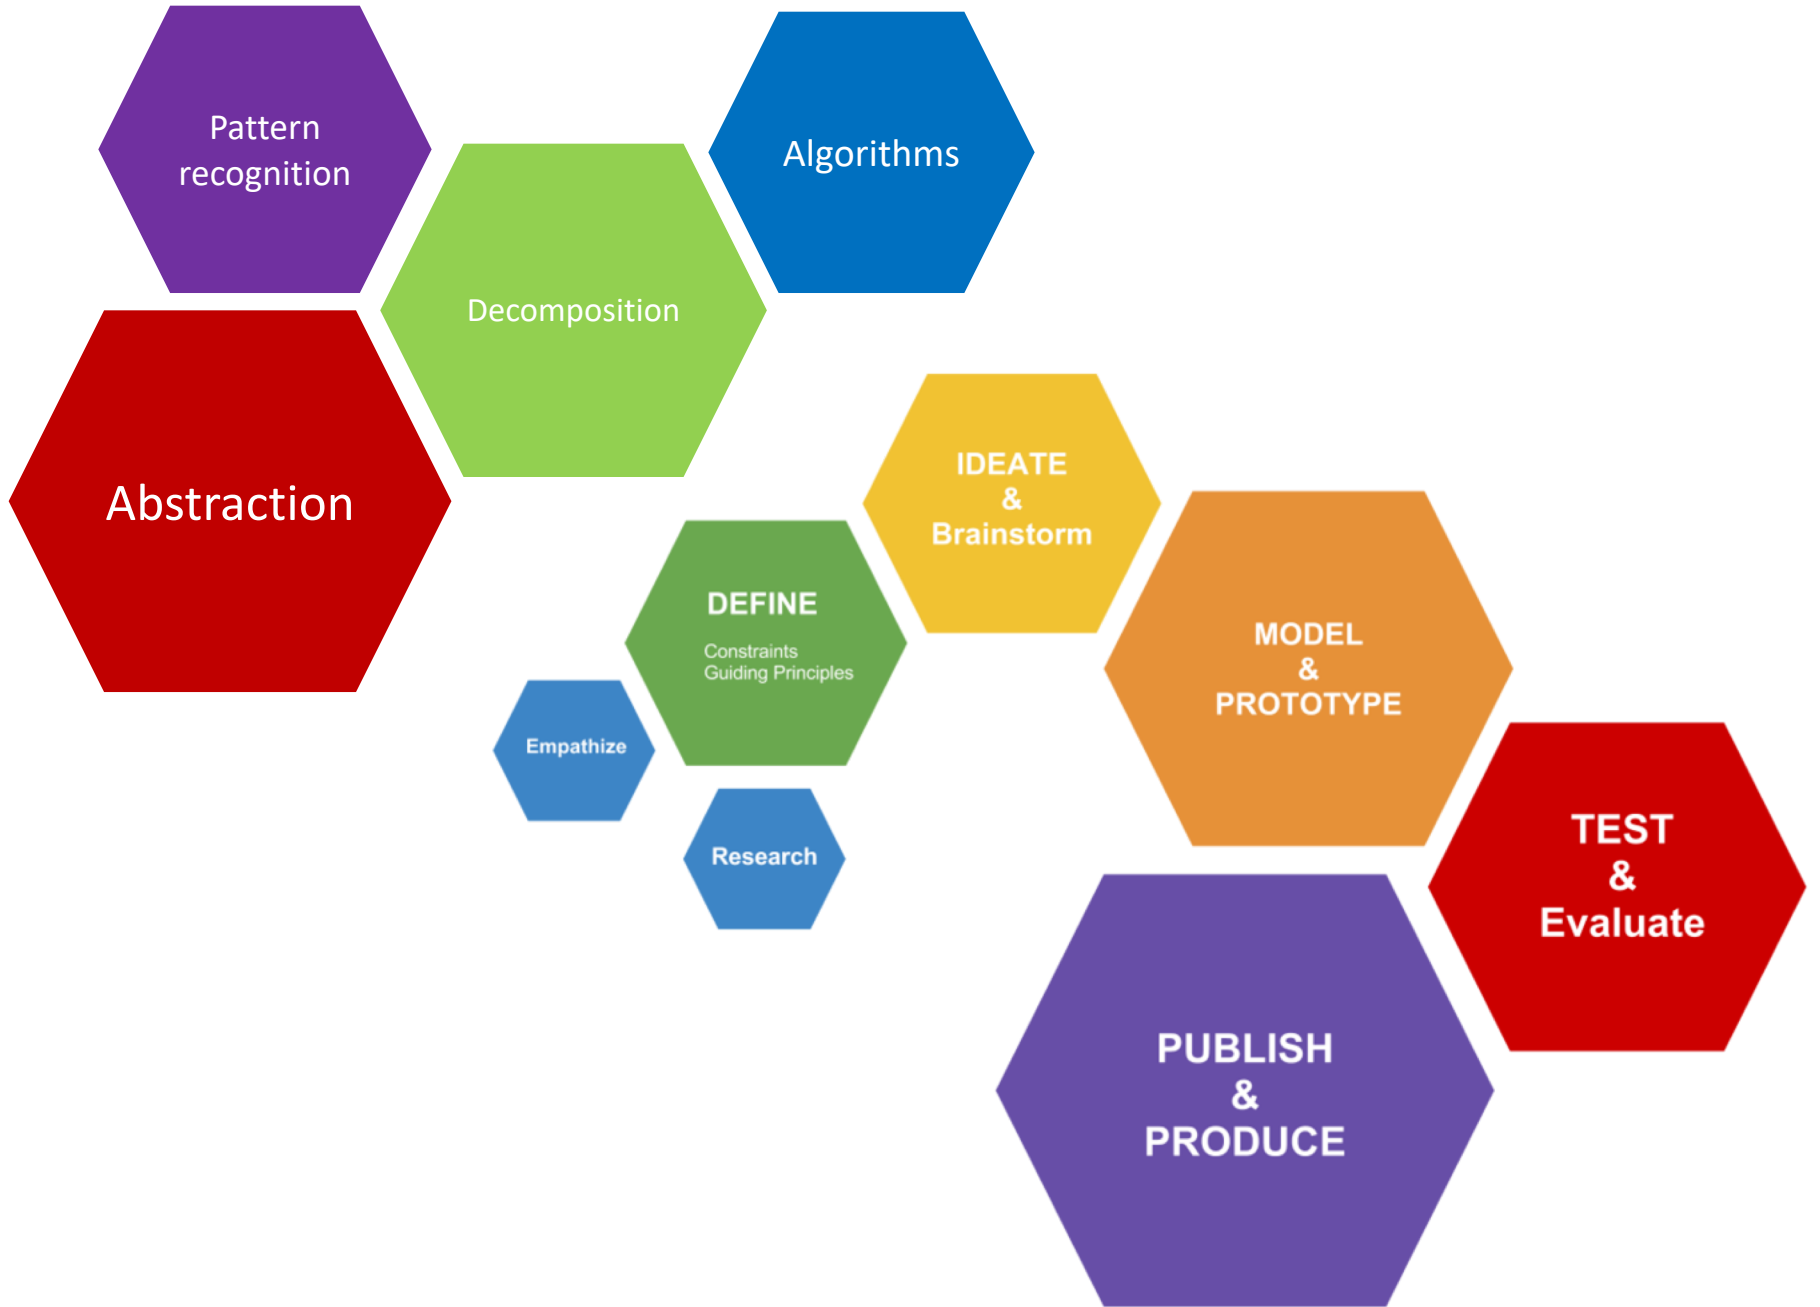 Pattern
recognition
Algorithms
Decomposition
Abstraction
IDEATE
&
Brainstorm
DEFINE
Constraints
Guiding Principles
MODEL
&
PROTOTYPE
Empathize
Research
TEST
&
Evaluate
PUBLISH
&
PRODUCE